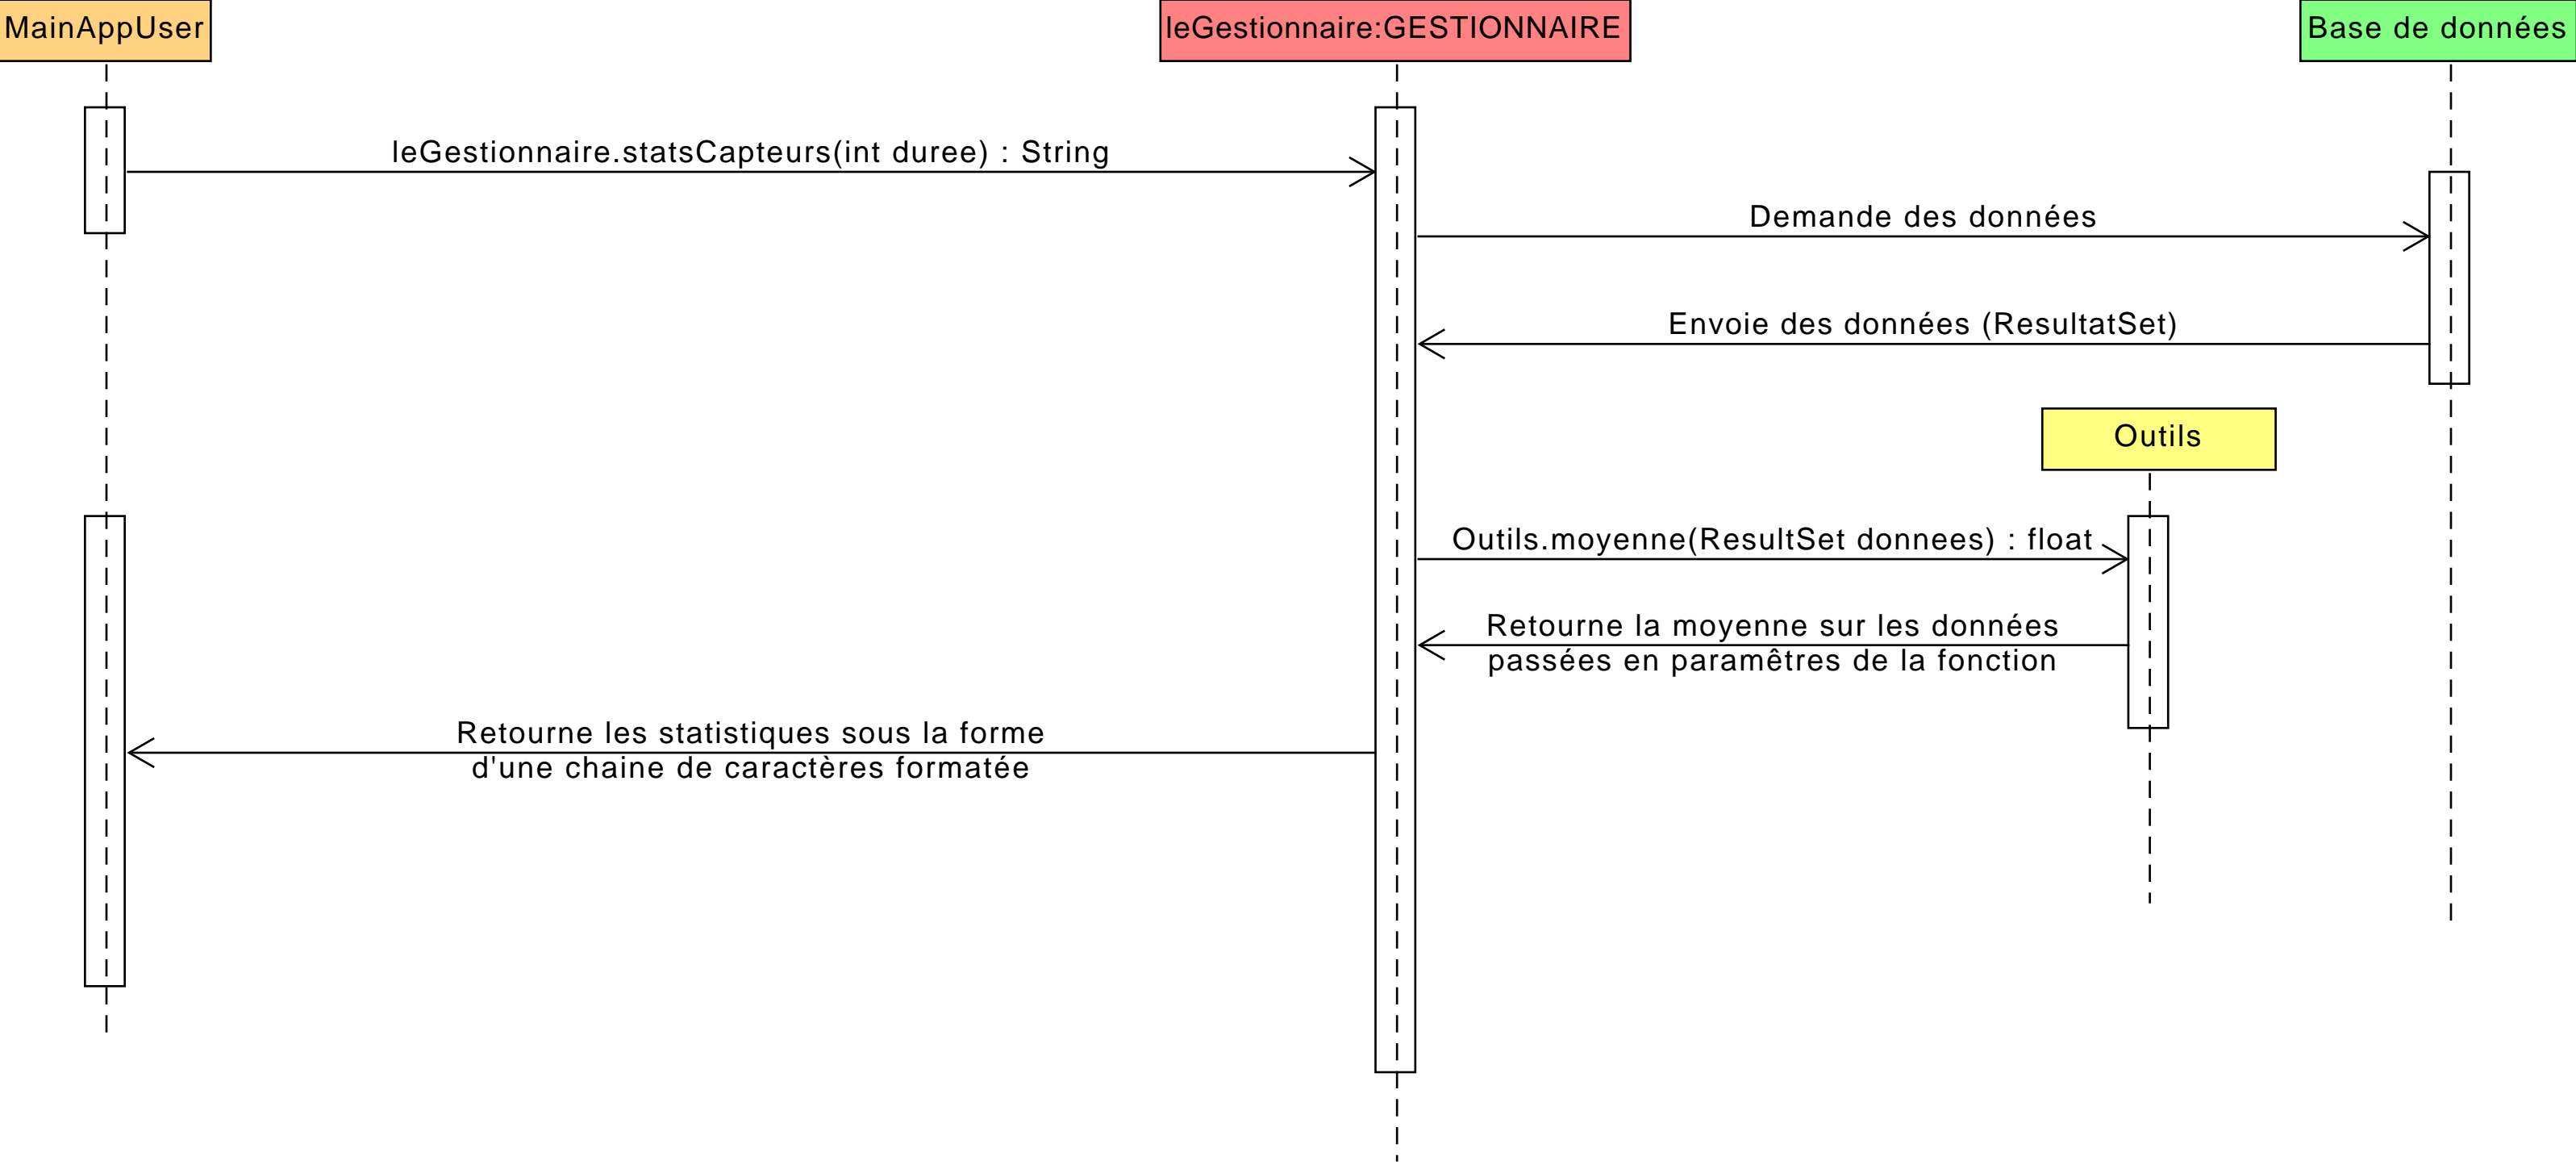 MainAppUser
leGestionnaire:GESTIONNAIRE
Base de données
leGestionnaire.statsCapteurs(int duree) : String
Demande des données
Envoie des données (ResultatSet)
Outils
Outils.moyenne(ResultSet donnees) : float
Retourne la moyenne sur les données
passées en paramêtres de la fonction
Retourne les statistiques sous la forme
d'une chaine de caractères formatée